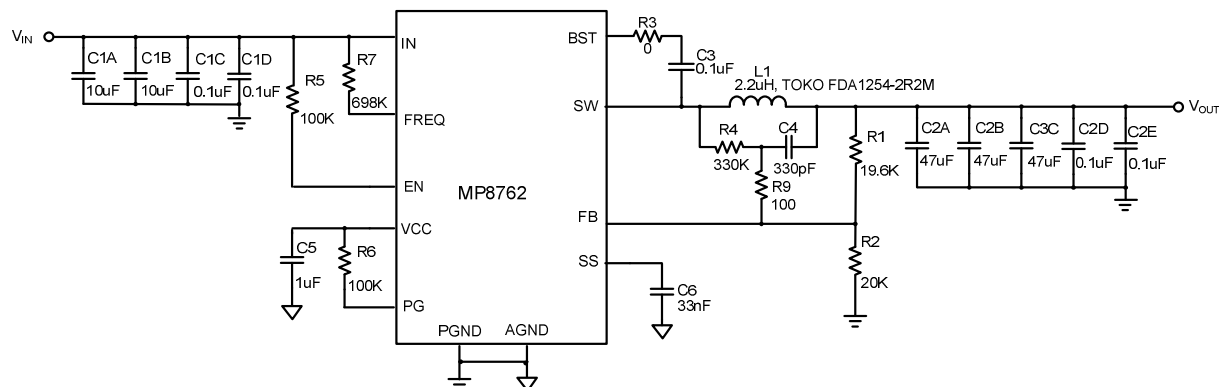 VIN
C1A
10uF
C1B
10uF
C1C
0.1uF
C1D
0.1uF
R5
100K
R7
698K
IN
FREQ
EN
VCC
PG
C5
1uF
R6
100K
MP8762
PGND
AGND
BST
SW
FB
SS
R3
0
C3
0.1uF
L1
2.2uH, TOKO FDA1254-2R2M
R4
330K
C4
330pF
R9
100
R1
19.6K
R2
20K
C6
33nF
C2A
47uF
C2B
47uF
C3C
47uF
C2D
0.1uF
C2E
0.1uF
VOUT